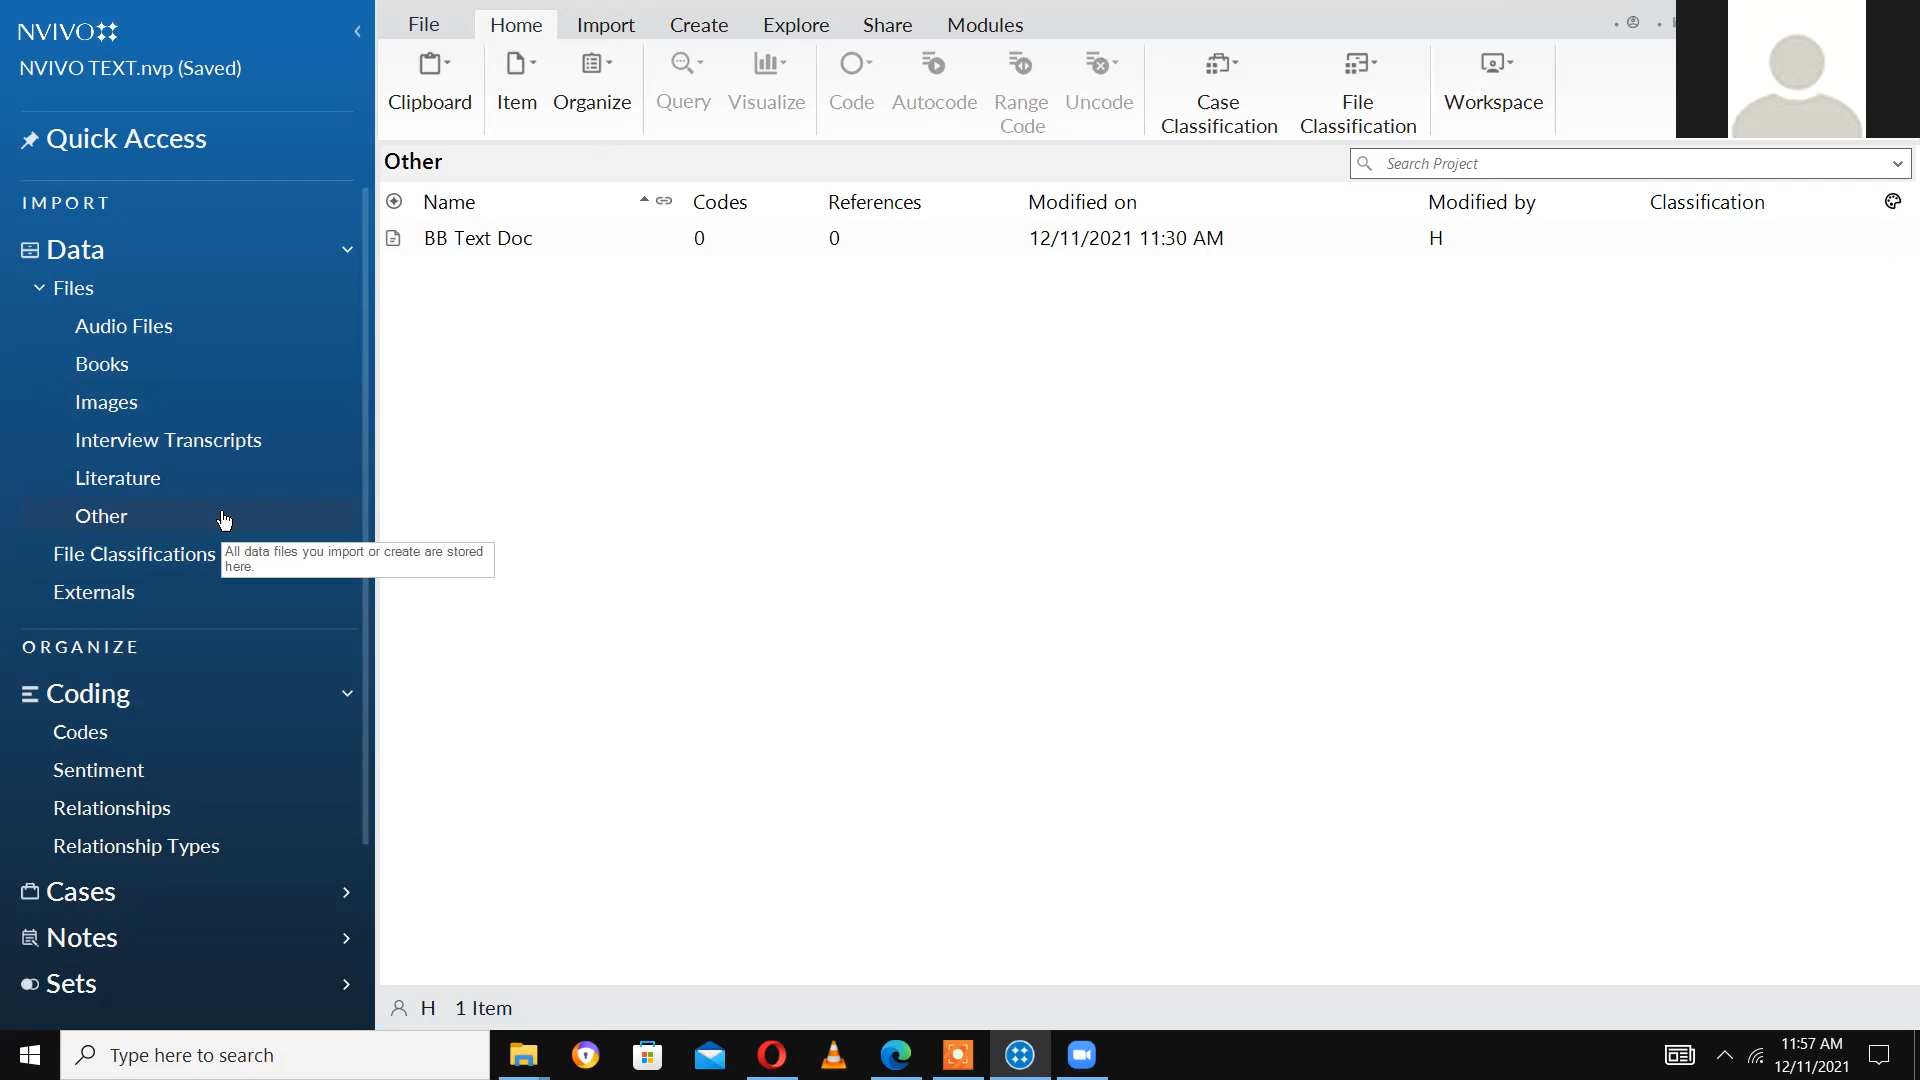 NVIVO
NVIVO TEXT.nvp (Saved)
Quick Access
IMPORT
Data
Files
Audio Files
Books
Images
Interview Transcripts
Literature
Other
File Classifications
Externals
ORGANIZE
Coding
Codes
Sentiment
Relationships
Relationship Types
Cases
Notes
Sets
File Home Import Create Explore Share Modules
Clipboard Item Organize Query Visualize Code Autocode Range Code Uncode Case Classification File Classification Workspace
Other
Search Project
Name Codes References Modified on Modified by Classification
BB Text Doc 0 0 12/11/2021 11:30 AM H
All data files you import or create are stored
here.
H 1 Item
Type here to search
11:57 AM
12/11/2021